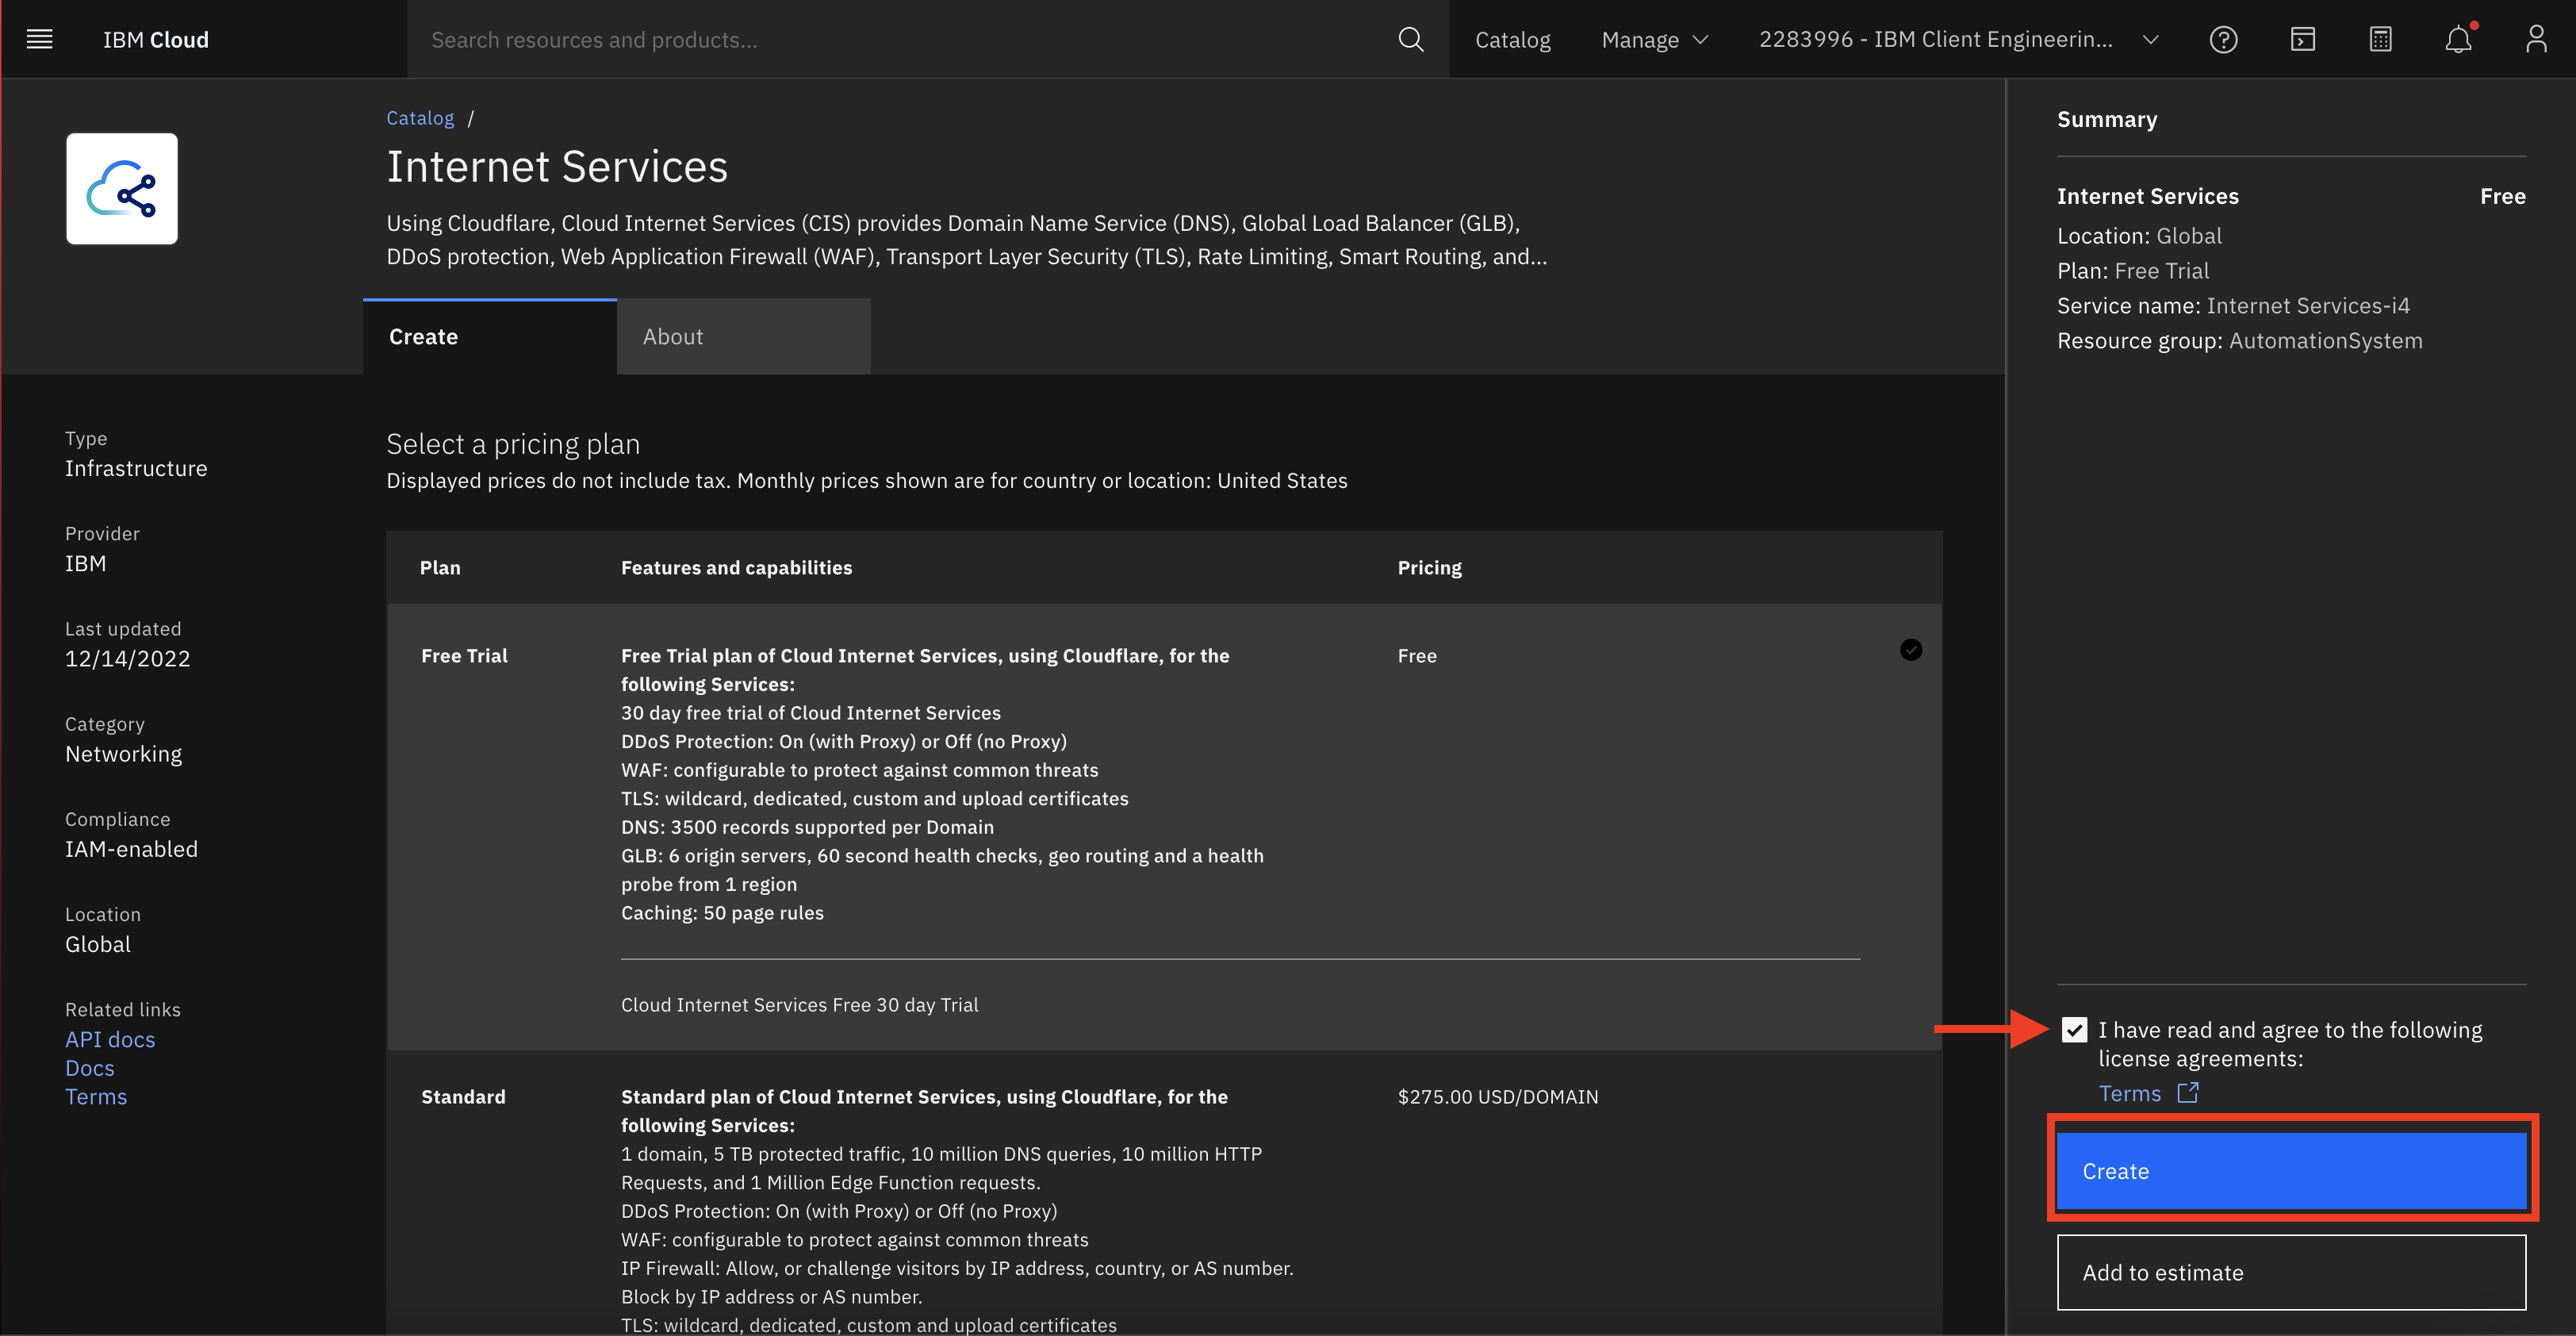 IBM Cloud
Search resources and products...
Catalog
Manage
2283996 - IBM Client Engineerin...
Catalog /
Internet Services
Using Cloudflare, Cloud Internet Services (CIS) provides Domain Name Service (DNS), Global Load Balancer (GLB),
DDoS protection, Web Application Firewall (WAF), Transport Layer Security (TLS), Rate Limiting, Smart Routing, and...
Create
About
Type
Infrastructure
Provider
IBM
Last updated
12/14/2022
Category
Networking
Compliance
IAM-enabled
Location
Global
Related links
API docs
Docs
Terms
Select a pricing plan
Displayed prices do not include tax. Monthly prices shown are for country or location: United States
Plan
Features and capabilities
Pricing
Free Trial
Free Trial plan of Cloud Internet Services, using Cloudflare, for the
following Services:
30 day free trial of Cloud Internet Services
DDoS Protection: On (with Proxy) or Off (no Proxy)
WAF: configurable to protect against common threats
TLS: wildcard, dedicated, custom and upload certificates
DNS: 3500 records supported per Domain
GLB: 6 origin servers, 60 second health checks, geo routing and a health
probe from 1 region
Caching: 50 page rules
Free
Cloud Internet Services Free 30 day Trial
Standard
Standard plan of Cloud Internet Services, using Cloudflare, for the
following Services:
1 domain, 5 TB protected traffic, 10 million DNS queries, 10 million HTTP
Requests, and 1 Million Edge Function requests.
DDoS Protection: On (with Proxy) or Off (no Proxy)
WAF: configurable to protect against common threats
IP Firewall: Allow, or challenge visitors by IP address, country, or AS number.
Block by IP address or AS number.
TLS: wildcard, dedicated, custom and upload certificates
$275.00 USD/DOMAIN
Summary
Internet Services Free
Location: Global
Plan: Free Trial
Service name: Internet Services-i4
Resource group: AutomationSystem
I have read and agree to the following
license agreements:
Terms
Create
Add to estimate